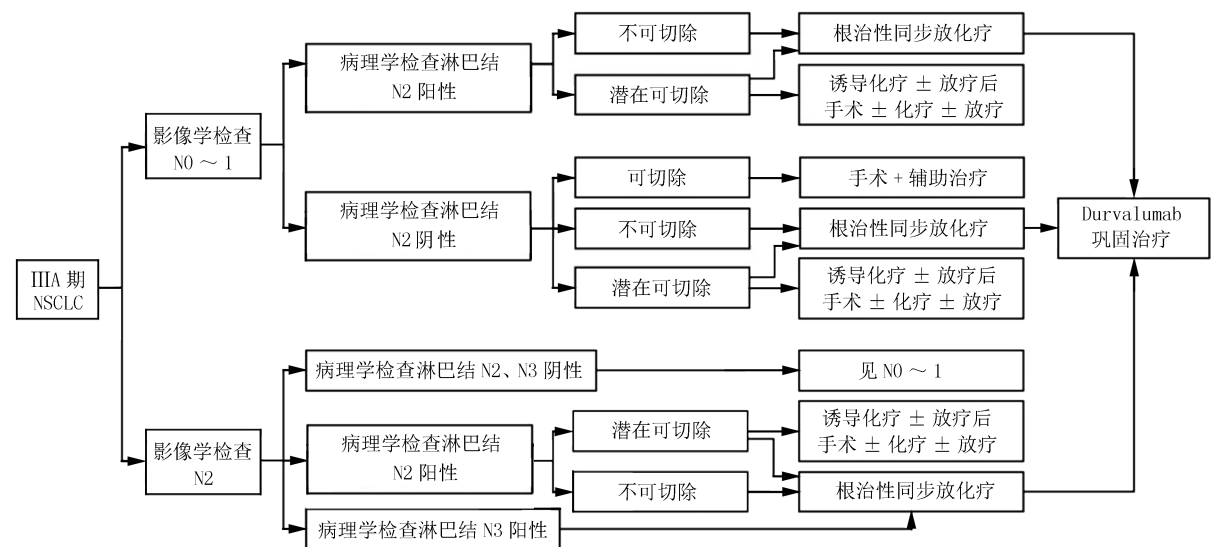 ⅢA 期
NSCLC
影像学检查
N0～1
病理学检查淋巴结
N2 阳性
不可切除
根治性同步放化疗
潜在可切除
诱导化疗 ± 放疗后
手术 ± 化疗 ± 放疗
病理学检查淋巴结
N2 阴性
可切除
手术 + 辅助治疗
不可切除
根治性同步放化疗
潜在可切除
诱导化疗 ± 放疗后
手术 ± 化疗 ± 放疗
Durvalumab
巩固治疗
影像学检查
N2
病理学检查淋巴结 N2、N3 阴性
见 N0～1
病理学检查淋巴结
N2 阳性
潜在可切除
诱导化疗 ± 放疗后
手术 ± 化疗 ± 放疗
不可切除
根治性同步放化疗
病理学检查淋巴结 N3 阳性